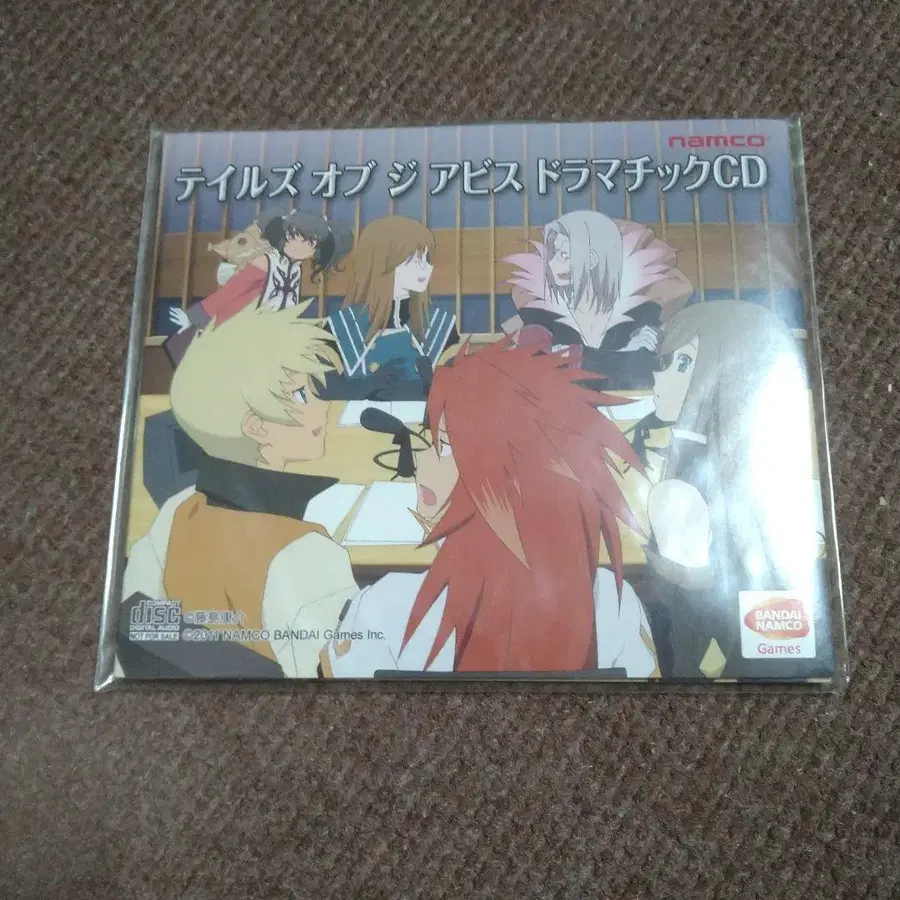 namco
テイルズ オブ ジ アビス ドラマチックCD
COMPACT
disc
DIGITAL AUDIO
NOT FOR SALE
©藤島康介
©2011 NAMCO BANDAI Games Inc.
BANDAI
NAMCO
Games